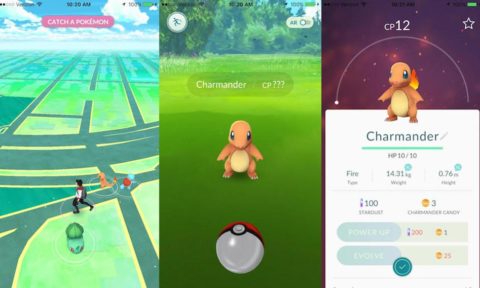 Verizon 10:20 AM
CATCH A POKÉMON
10:20 AM
AR
Charmander CP ???
10:21 AM
CP12
Charmander
HP 10 / 10
Fire 14.31 kg 0.76 m
Type Weight Height
100 3
STARDUST CHARMANDER CANDY
POWER UP 200 1
EVOLVE 25